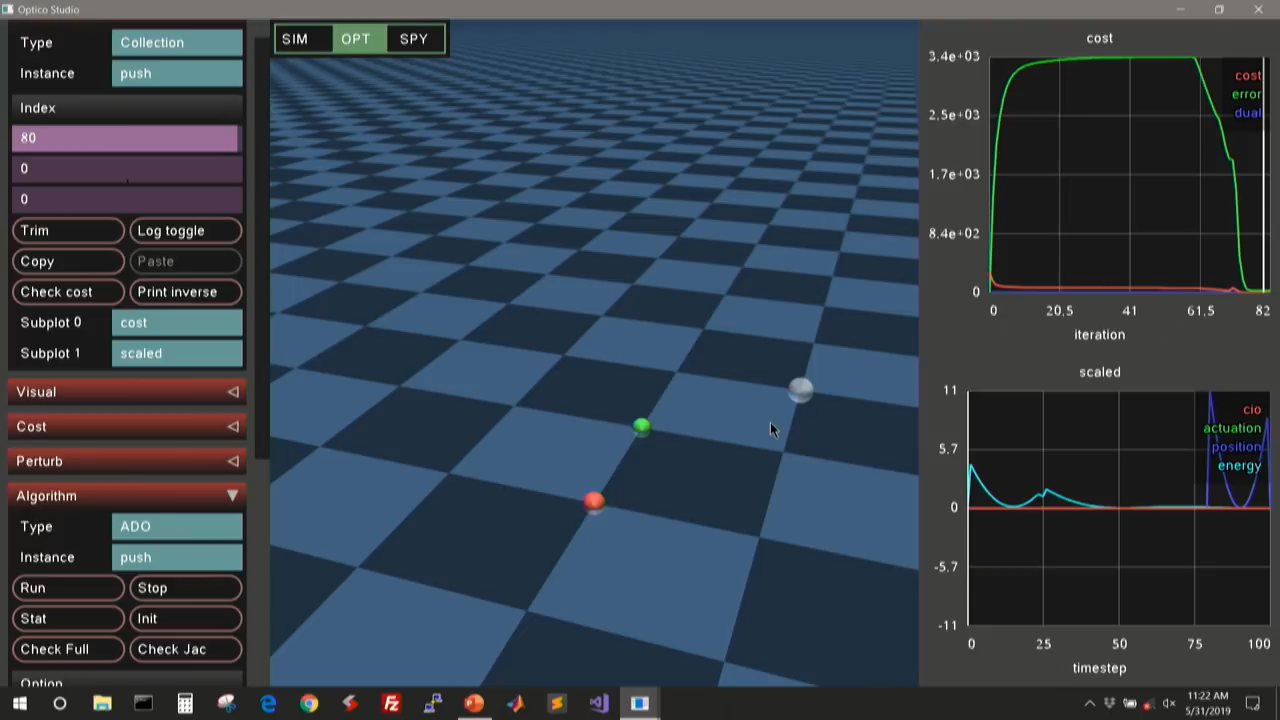 Optico Studio
Type Collection
Instance push
Index
80
0
0
Trim Log toggle
Copy Paste
Check cost Print inverse
Subplot 0 cost
Subplot 1 scaled
Visual
Cost
Perturb
Algorithm
Type ADO
Instance push
Run Stop
Stat Init
Check Full Check Jac
Option
SIM OPT SPY
cost
3.4e+03
2.5e+03
1.7e+03
8.4e+02
0
cost
error
dual
0 20.5 41 61.5 82
iteration
scaled
11
5.7
0
-5.7
-11
cio
actuation
position
energy
0 25 50 75 100
timestep
11:22 AM
5/31/2019